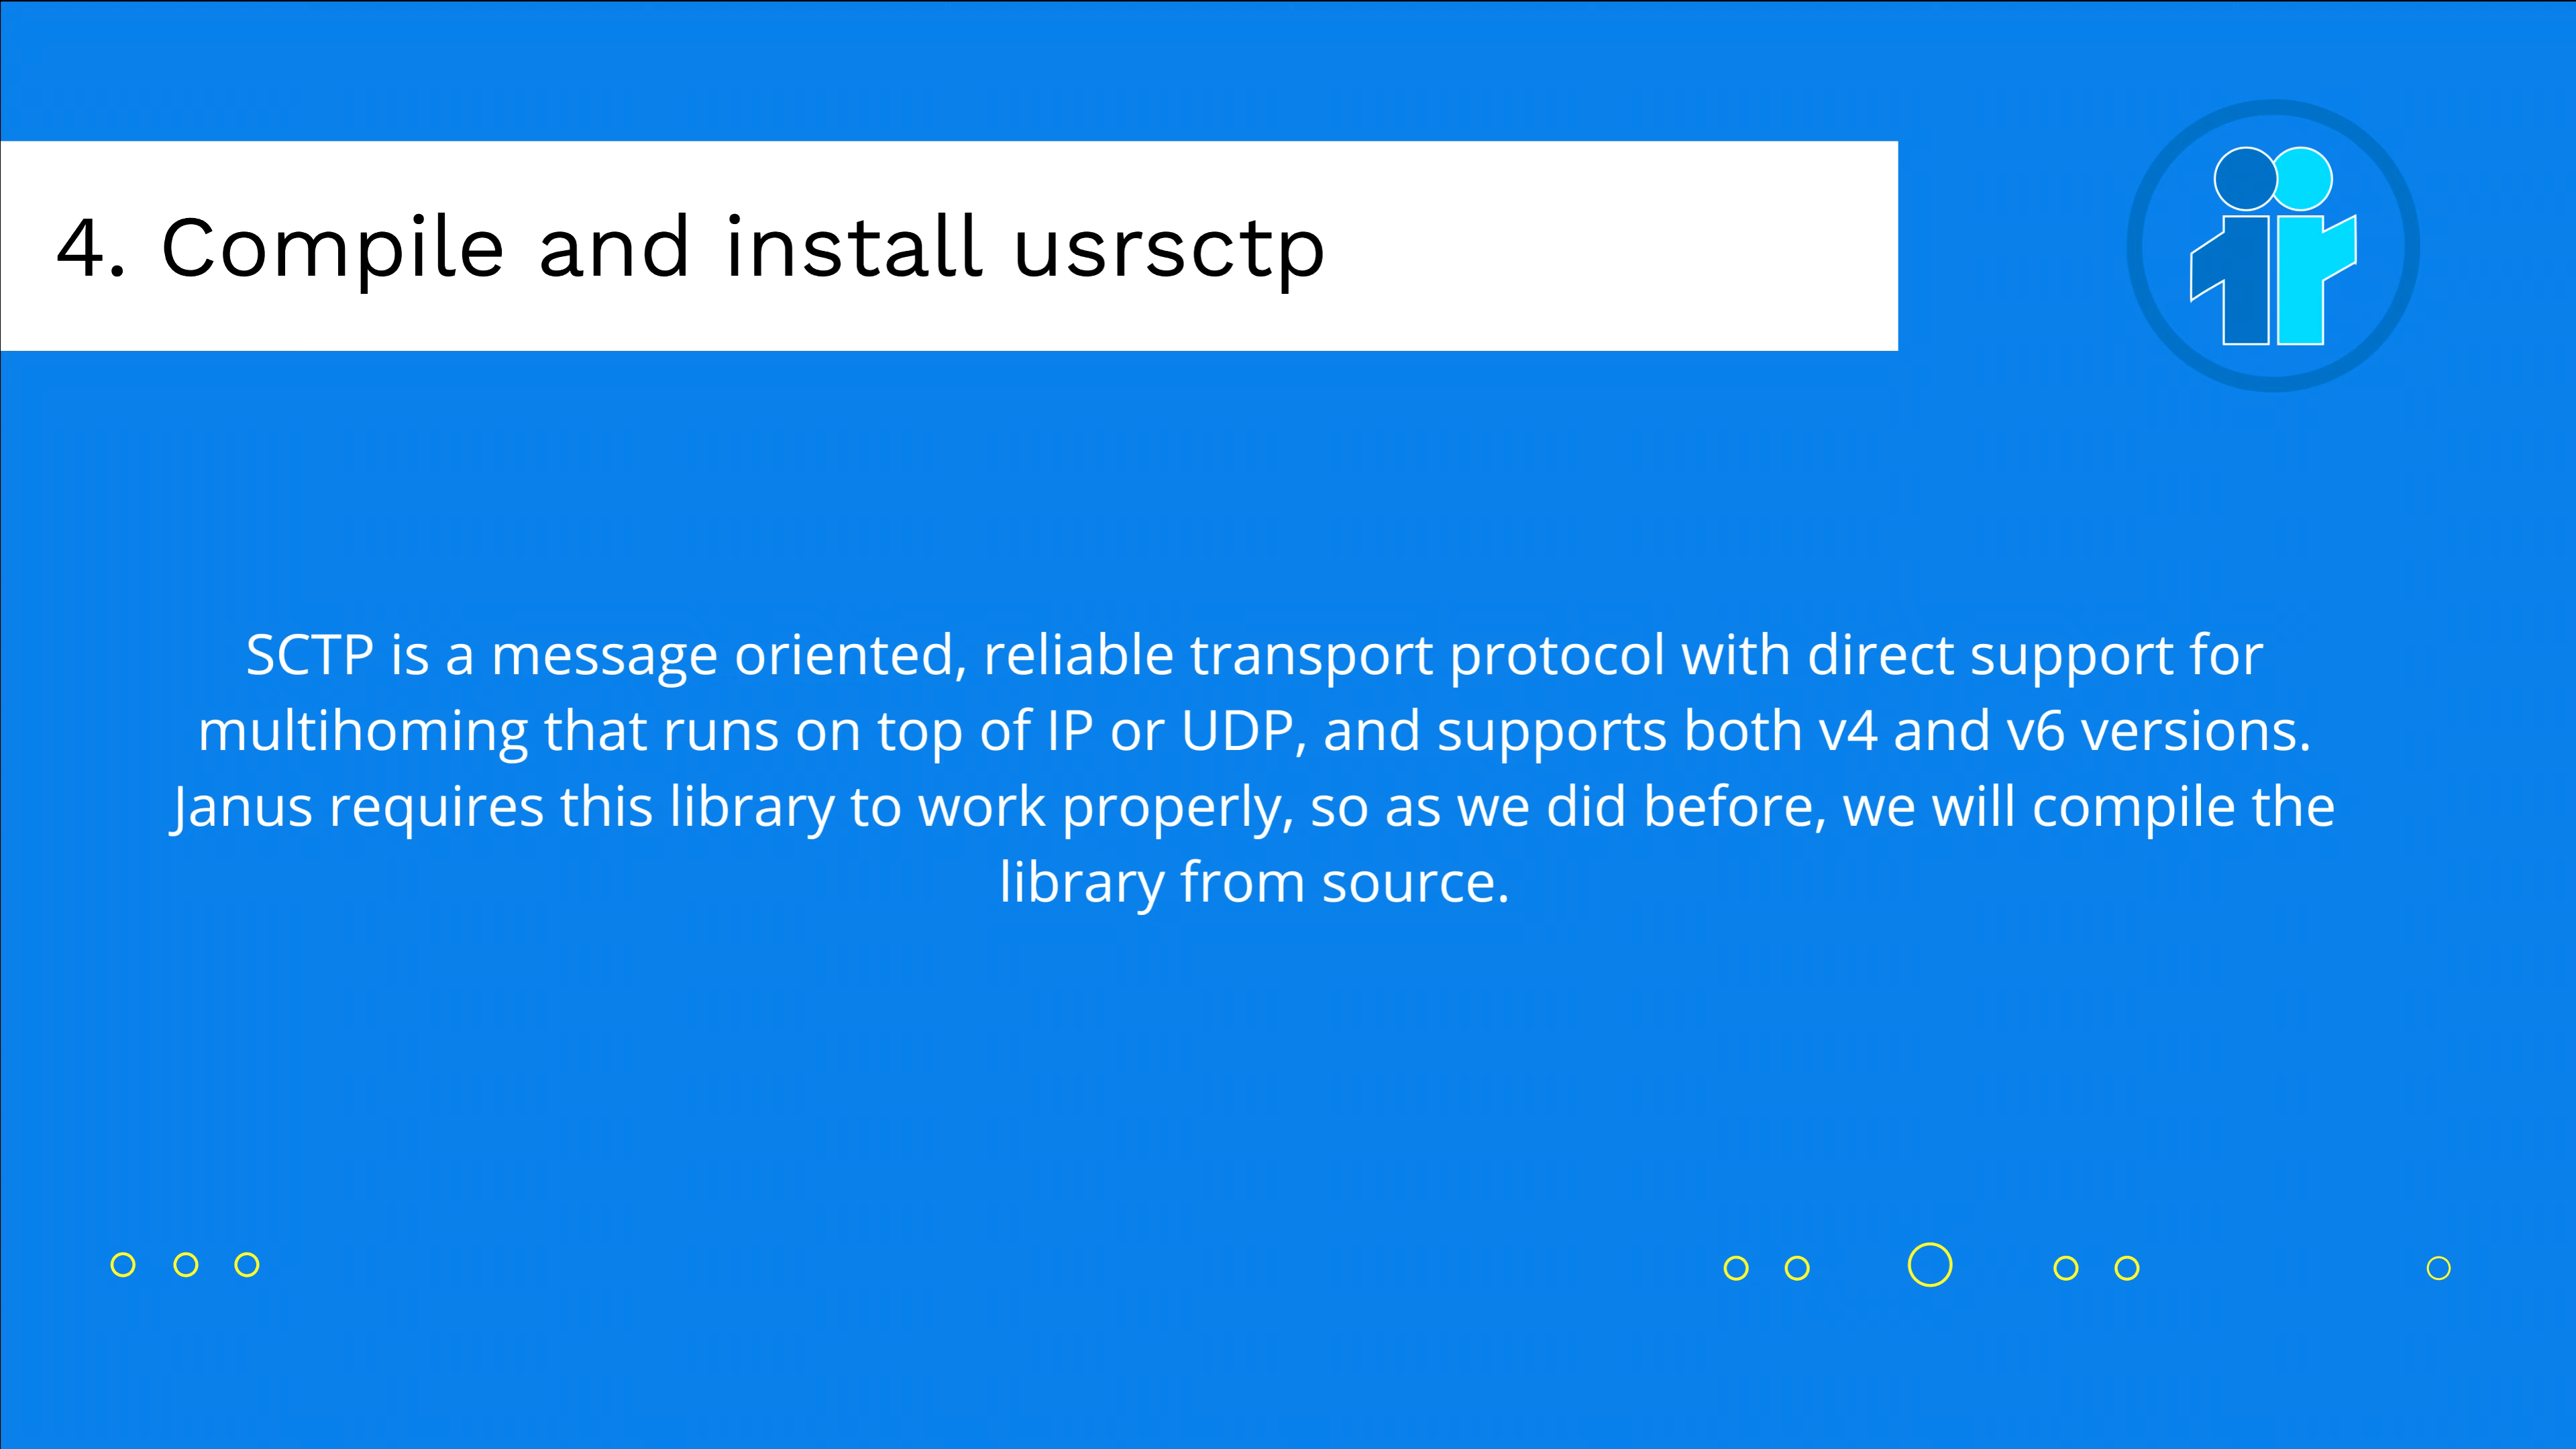 4. Compile and install usrsctp
SCTP is a message oriented, reliable transport protocol with direct support for
multihoming that runs on top of IP or UDP, and supports both v4 and v6 versions.
Janus requires this library to work properly, so as we did before, we will compile the
library from source.